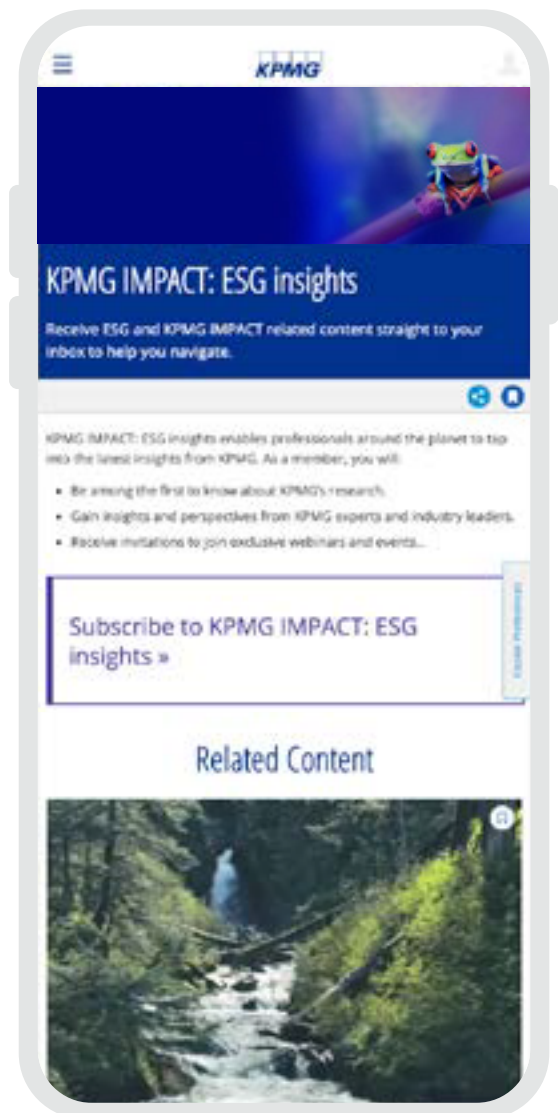 KPMG
KPMG IMPACT: ESG insights
Receive ESG and KPMG IMPACT related content straight to your
inbox to help you navigate.
KPMG IMPACT: ESG insights enables professionals around the planet to tap
into the latest insights from KPMG. As a member, you will:
• Be among the first to know about KPMG's research.
• Gain insights and perspectives from KPMG experts and industry leaders.
• Receive invitations to join exclusive webinars and events...
Subscribe to KPMG IMPACT: ESG
insights »
Related Content